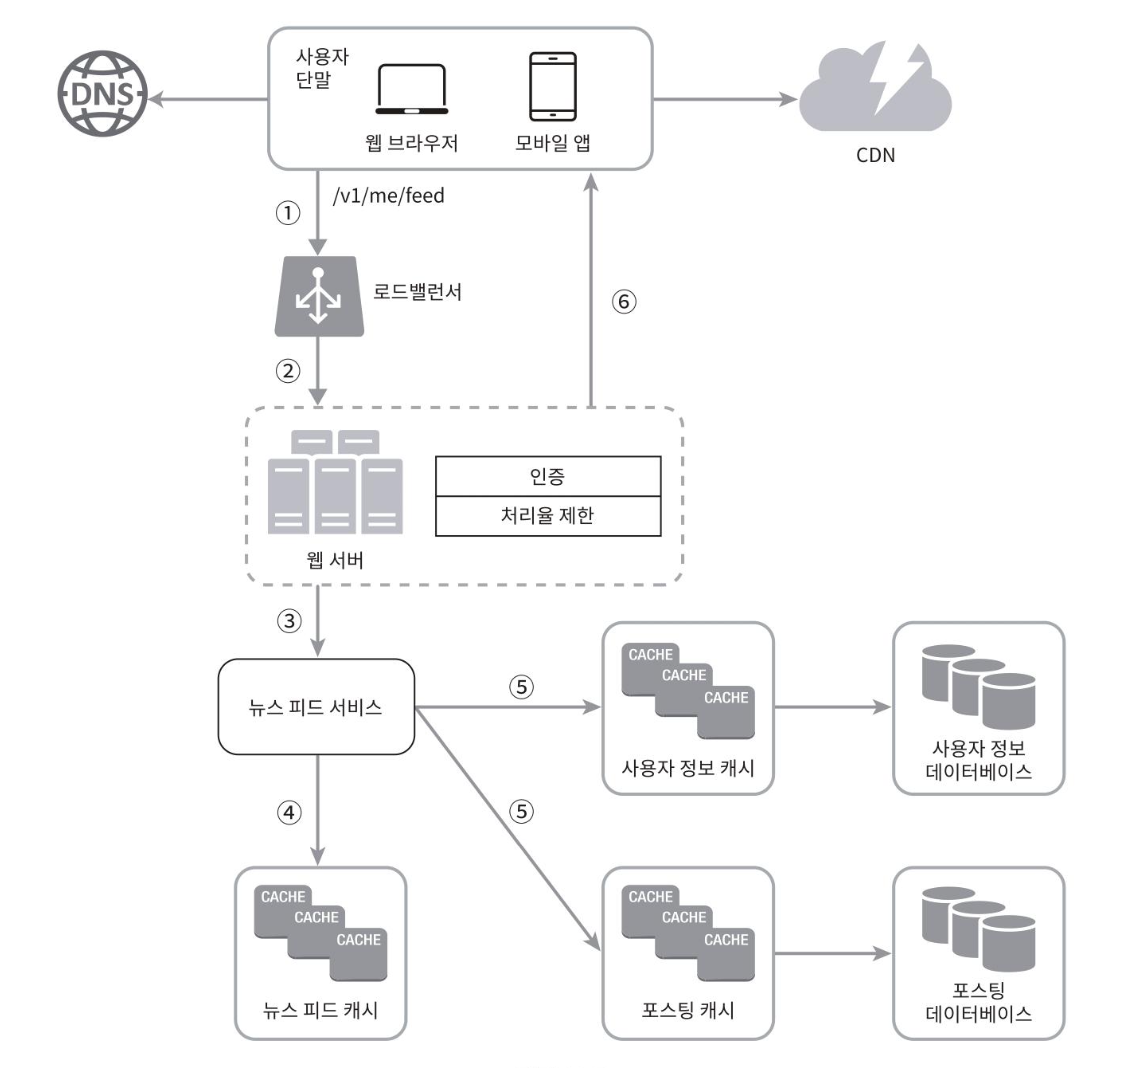 사용자
단말
DNS
웹 브라우저
모바일 앱
CDN
/v1/me/feed
①
로드밸런서
⑥
②
인증
처리율 제한
웹 서버
③
CACHE
CACHE
CACHE
사용자 정보 캐시
사용자 정보
데이터베이스
⑤
뉴스 피드 서비스
④
⑤
CACHE
CACHE
CACHE
뉴스 피드 캐시
CACHE
CACHE
CACHE
포스팅 캐시
포스팅
데이터베이스